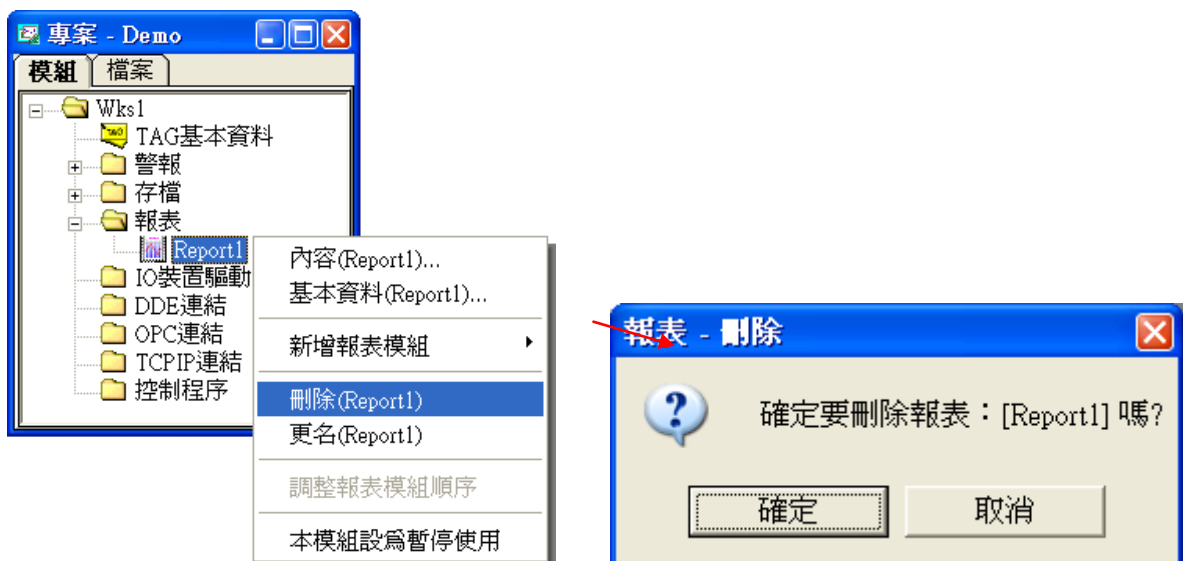 專案 - Demo
模組 檔案
Wks1
TAG基本資料
警報
存檔
報表
Report1
IO裝置驅動
DDE連結
OPC連結
TCPIP連結
控制程序
內容(Report1)...
基本資料(Report1)...
新增報表模組
刪除(Report1)
更名(Report1)
調整報表模組順序
本模組設爲暫停使用
報表 - 刪除
確定要刪除報表：[Report1] 嗎?
確定 取消